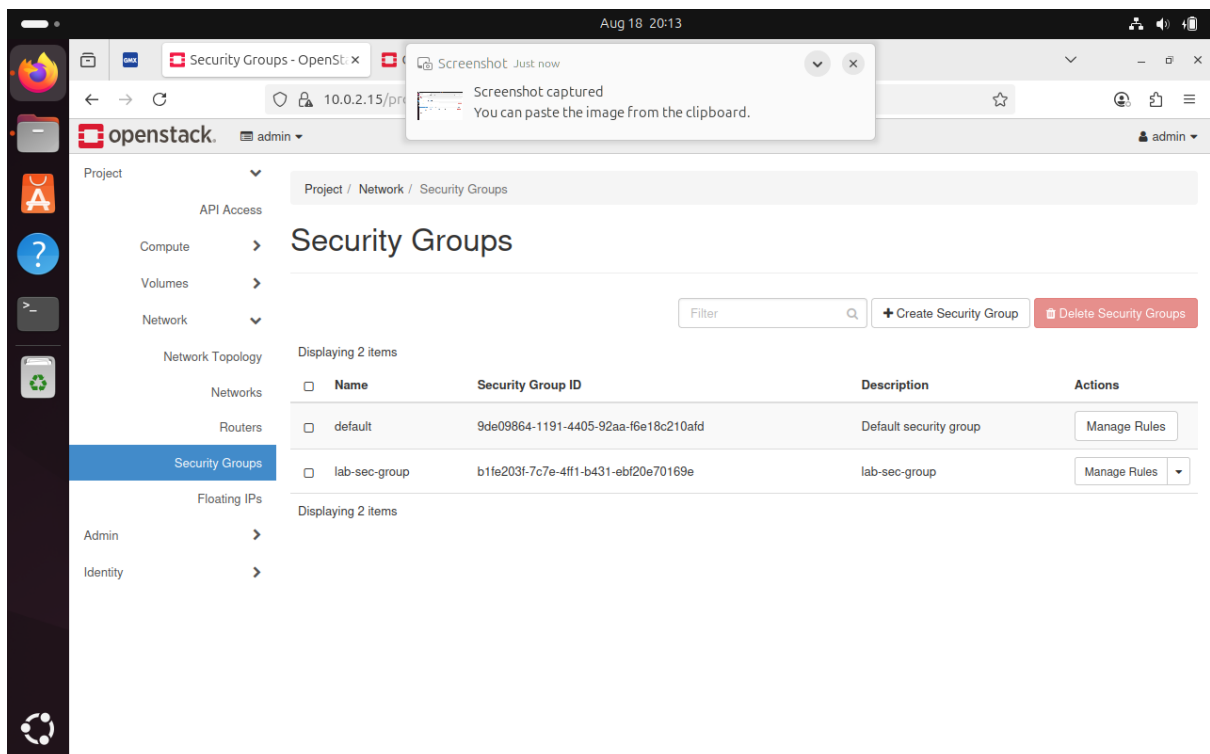 Aug 18 20:13
GMX
Security Groups - OpenSt
Screenshot Just now
Screenshot captured
You can paste the image from the clipboard.
10.0.2.15/pr
openstack. admin
admin
Project
API Access
Compute
Volumes
Network
Network Topology
Networks
Routers
Security Groups
Floating IPs
Admin
Identity
Project / Network / Security Groups
Security Groups
Filter
+ Create Security Group
Delete Security Groups
Displaying 2 items
Name Security Group ID Description Actions
default 9de09864-1191-4405-92aa-f6e18c210afd Default security group Manage Rules
lab-sec-group b1fe203f-7c7e-4ff1-b431-ebf20e70169e lab-sec-group Manage Rules
Displaying 2 items